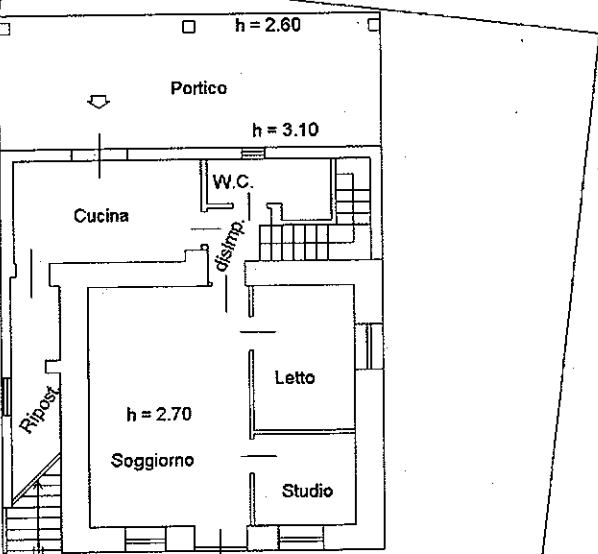 h = 2.60
Portico
h = 3.10
W.C.
Cucina
disimp.
Letto
Ripost.
h = 2.70
Soggiorno
Studio